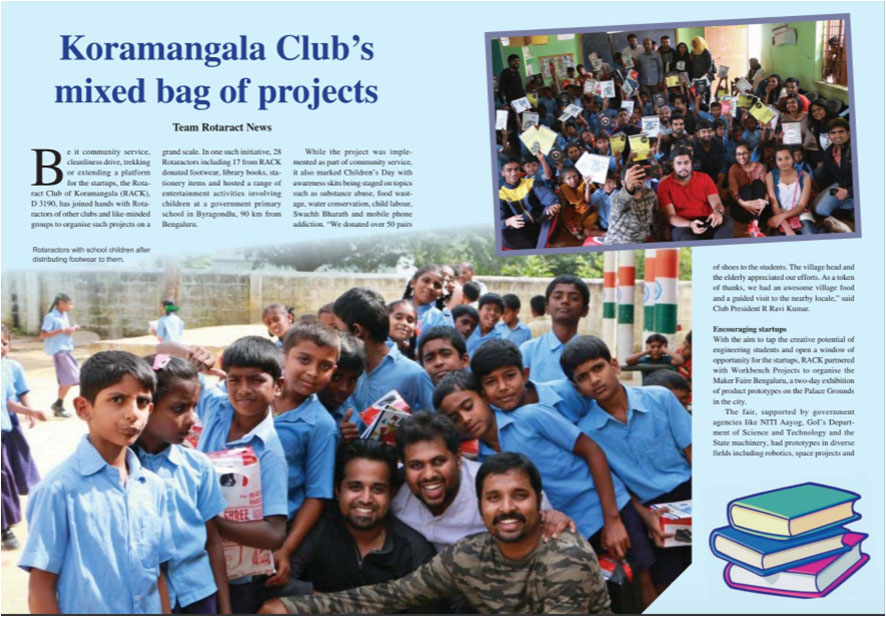 Koramangala Club's
mixed bag of projects
Team Rotaract News
Be it community service,
cleanliness drive, trekking
or extending a platform
for the startups, the Rota-
ract Club of Koramangala (RACK),
D 3190, has joined hands with Rota-
ractors of other clubs and like-minded
groups to organise such projects on a
grand scale. In one such initiative, 28
Rotaractors including 17 from RACK
donated footwear, library books, sta-
tionery items and hosted a range of
entertainment activities involving
children at a government primary
school in Byragondlu, 90 km from
Bengaluru.
While the project was imple-
mented as part of community service,
it also marked Children's Day with
awareness skits being staged on topics
such as substance abuse, food wast-
age, water conservation, child labour,
Swachh Bharath and mobile phone
addiction. "We donated over 50 pairs
Rotaractors with school children after
distributing footwear to them.
of shoes to the students. The village head and
the elderly appreciated our efforts. As a token
of thanks, we had an awesome village food
and a guided visit to the nearby locale," said
Club President R Ravi Kumar.
Encouraging startups
With the aim to tap the creative potential of
engineering students and open a window of
opportunity for the startups, RACK partnered
with Workbench Projects to organise the
Maker Faire Bengaluru, a two-day exhibition
of product prototypes on the Palace Grounds
in the city.
The fair, supported by government
agencies like NITI Aayog, GoI's Depart-
ment of Science and Technology and the
State machinery, had prototypes in diverse
fields including robotics, space projects and